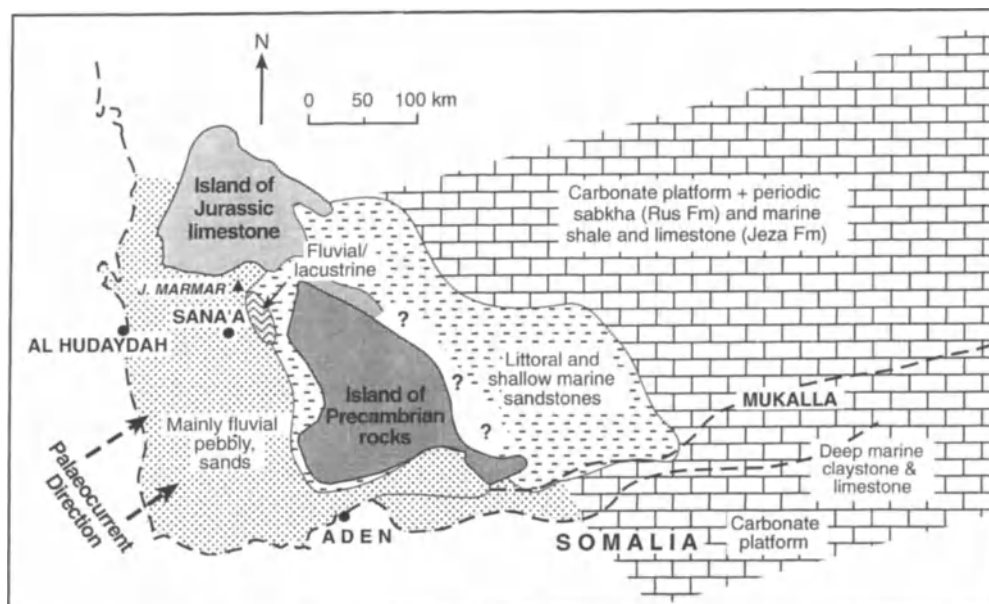 N
0 50 100 km
Island of
Jurassic
limestone
Carbonate platform + periodic
sabkha (Rus Fm) and marine
shale and limestone (Jeza Fm)
Fluvial/
lacustrine
J. MARMAR
SANA'A
?
AL HUDAYDAH
Littoral and
shallow marine
sandstones
?
MUKALLA
Island of
Precambrian
rocks
?
Mainly fluvial
pebbly,
sands
Palaeocurrent
Direction
Deep marine
claystone &
limestone
ADEN
SOMALIA
Carbonate
platform